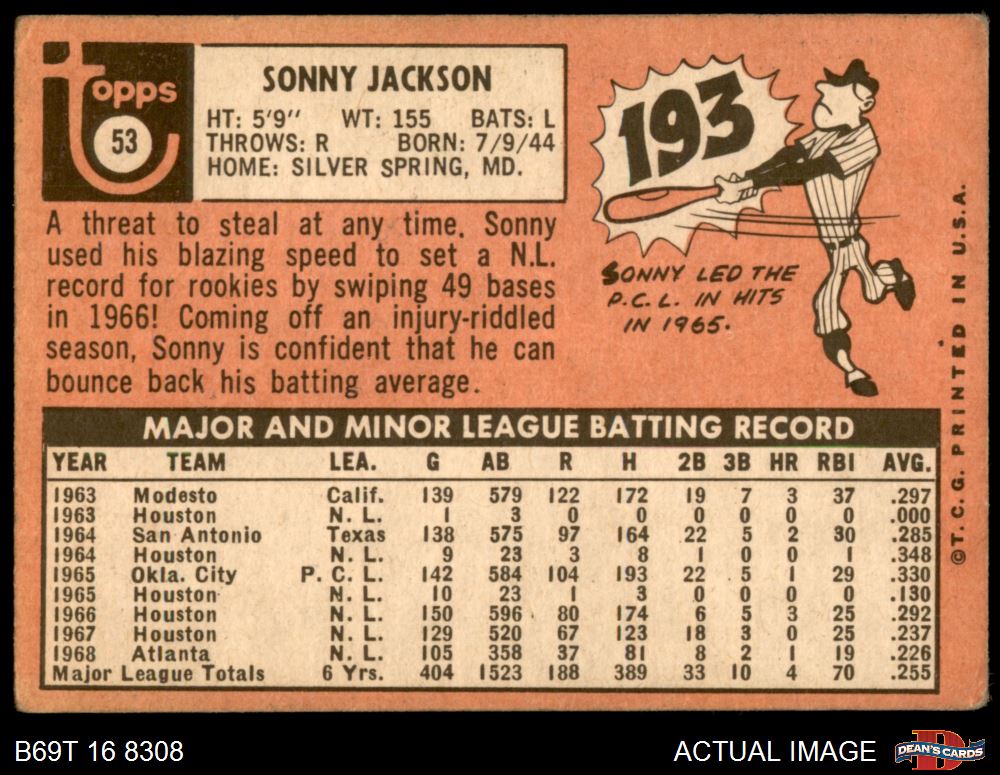 Topps
53
SONNY JACKSON
HT: 5'9" WT: 155 BATS: L
THROWS: R BORN: 7/9/44
HOME: SILVER SPRING, MD.
A threat to steal at any time, Sonny
used his blazing speed to set a N.L.
record for rookies by swiping 49 bases
in 1966! Coming off an injury-riddled
season, Sonny is confident that he can
bounce back his batting average.
193
SONNY LED THE
P.C.L. IN HITS
IN 1965.
©T.C.G. PRINTED IN U.S.A.
MAJOR AND MINOR LEAGUE BATTING RECORD
YEAR TEAM LEA. G AB R H 2B 3B HR RBI AVG.
1963 Modesto Calif. 139 579 122 172 19 7 3 37 .297
1963 Houston N. L. 1 3 0 0 0 0 0 0 .000
1964 San Antonio Texas 138 575 97 164 22 5 2 30 .285
1964 Houston N. L. 9 23 3 8 1 0 0 1 .348
1965 Okla. City P. C. L. 142 584 104 193 22 5 1 29 .330
1965 Houston N. L. 10 23 1 3 0 0 0 0 .130
1966 Houston N. L. 150 596 80 174 6 5 3 25 .292
1967 Houston N. L. 129 520 67 123 18 3 0 25 .237
1968 Atlanta N. L. 105 358 37 81 8 2 1 19 .226
Major League Totals 6 Yrs. 404 1523 188 389 33 10 4 70 .255
B69T 16 8308
ACTUAL IMAGE
DEAN'S CARDS